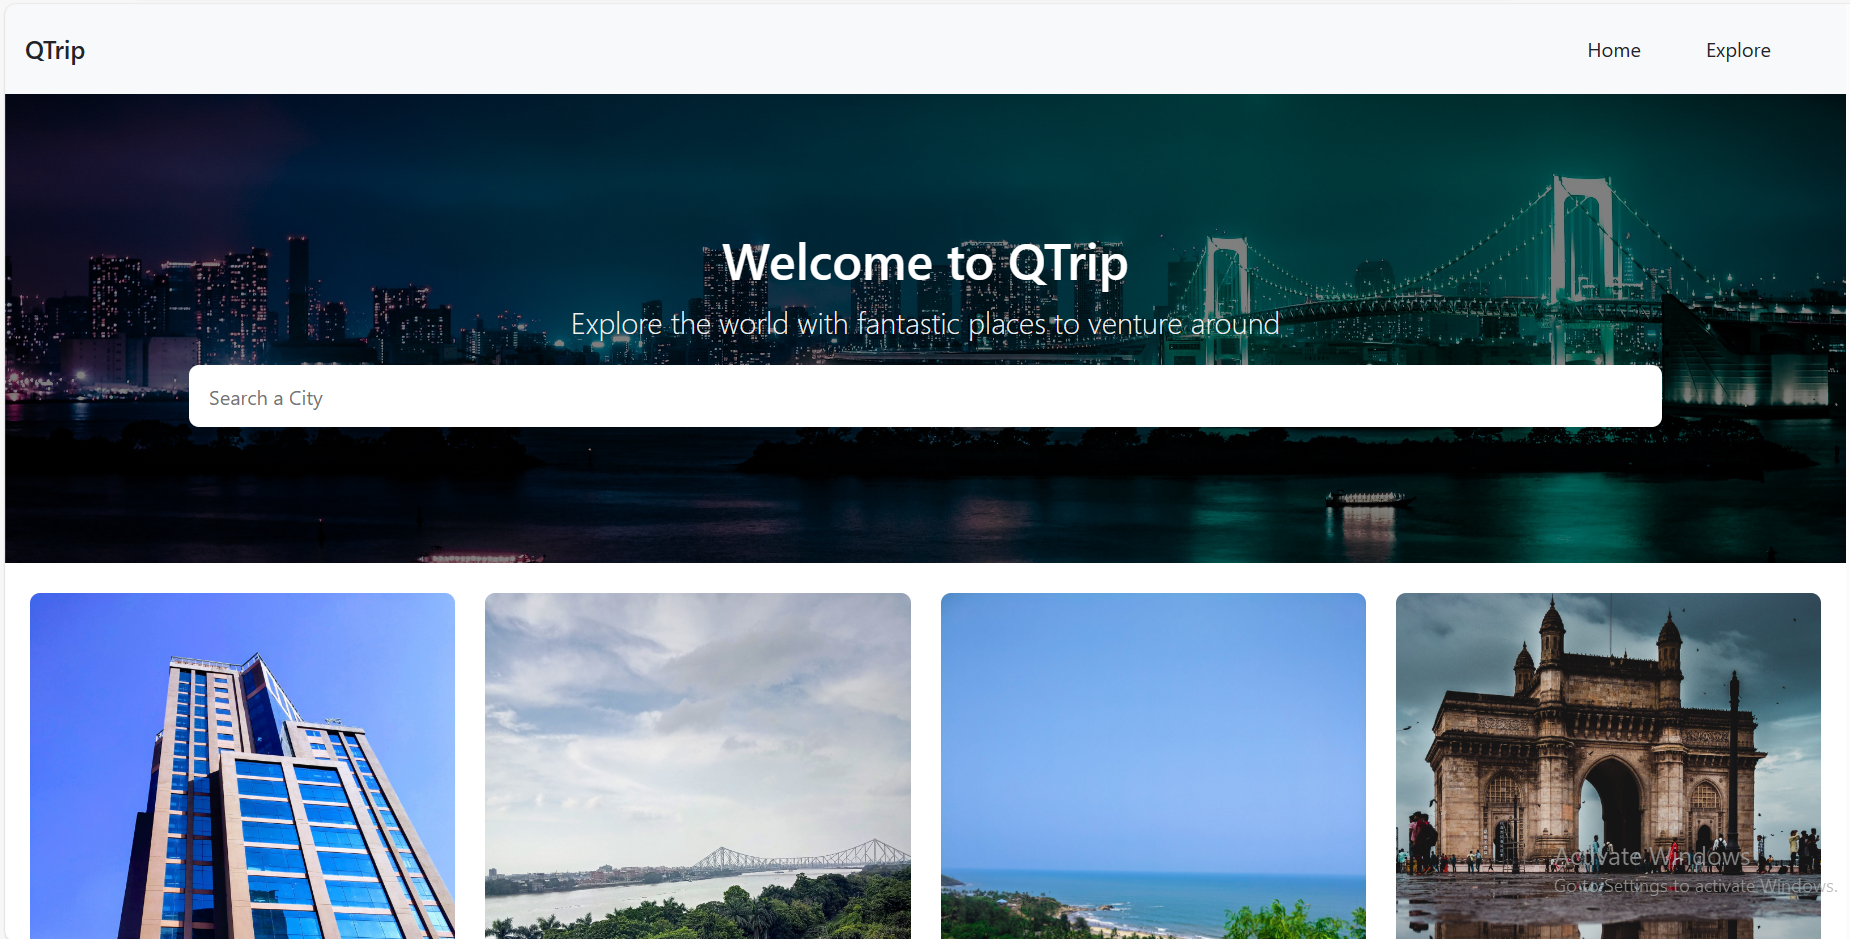 QTrip
Home
Explore
Welcome to QTrip
Explore the world with fantastic places to venture around
Search a City
Activate Windows
Go to Settings to activate Windows.